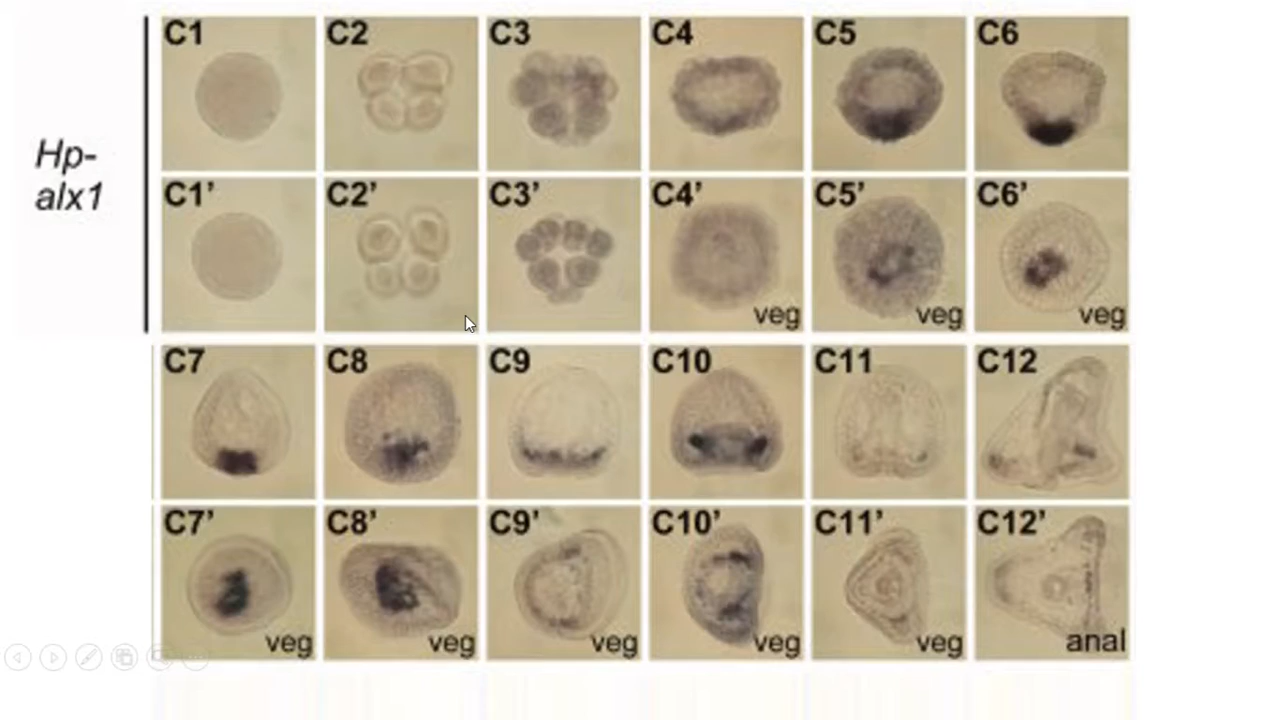 C1 C2 C3 C4 C5 C6
Hp-
alx1
C1’ C2’ C3’ C4’ C5’ C6’
veg veg veg
C7 C8 C9 C10 C11 C12
C7’ C8’ C9’ C10’ C11’ C12’
veg veg veg veg veg anal